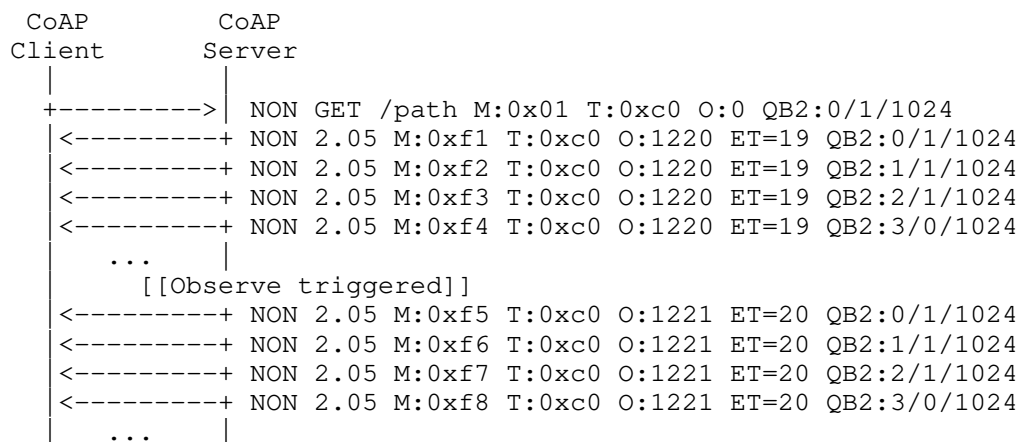 CoAP CoAP
Client Server
| |
+--------->| NON GET /path M:0x01 T:0xc0 O:0 QB2:0/1/1024
|<---------+ NON 2.05 M:0xf1 T:0xc0 O:1220 ET=19 QB2:0/1/1024
|<---------+ NON 2.05 M:0xf2 T:0xc0 O:1220 ET=19 QB2:1/1/1024
|<---------+ NON 2.05 M:0xf3 T:0xc0 O:1220 ET=19 QB2:2/1/1024
|<---------+ NON 2.05 M:0xf4 T:0xc0 O:1220 ET=19 QB2:3/0/1024
| ... |
| [[Observe triggered]]
|<---------+ NON 2.05 M:0xf5 T:0xc0 O:1221 ET=20 QB2:0/1/1024
|<---------+ NON 2.05 M:0xf6 T:0xc0 O:1221 ET=20 QB2:1/1/1024
|<---------+ NON 2.05 M:0xf7 T:0xc0 O:1221 ET=20 QB2:2/1/1024
|<---------+ NON 2.05 M:0xf8 T:0xc0 O:1221 ET=20 QB2:3/0/1024
| ... |